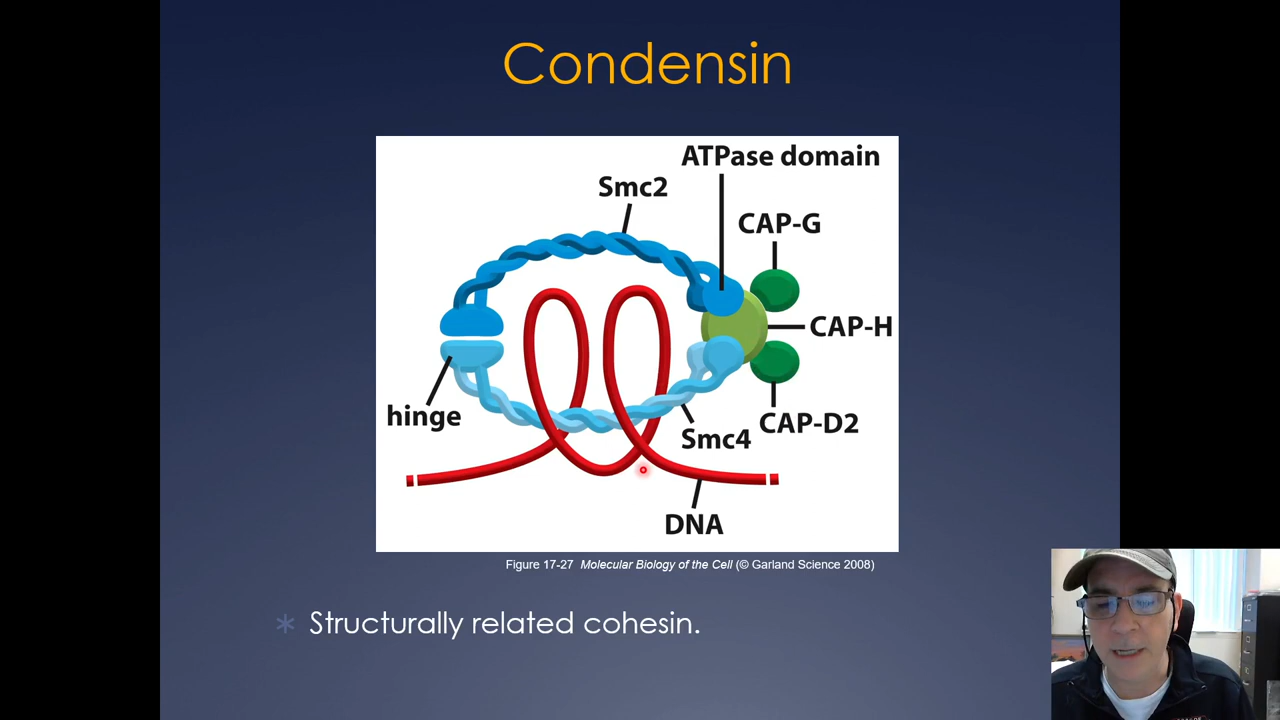 Condensin
ATPase domain
Smc2
CAP-G
CAP-H
hinge
Smc4
CAP-D2
DNA
Figure 17-27 Molecular Biology of the Cell (© Garland Science 2008)
Structurally related cohesin.